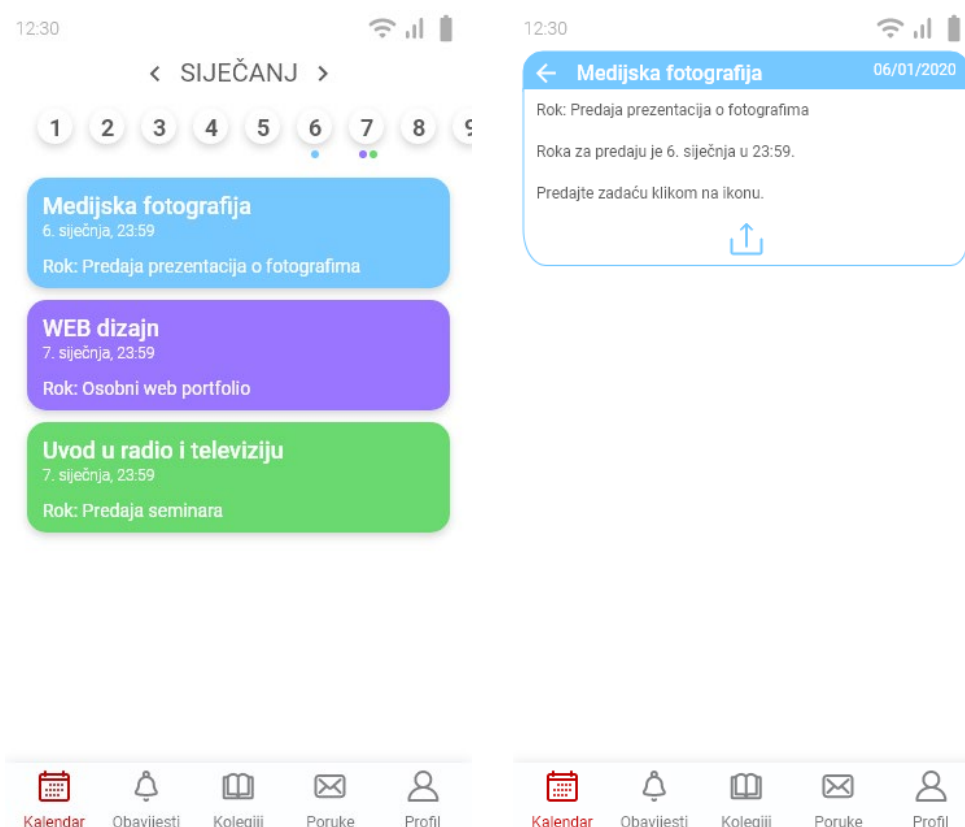 12:30
< SIJEČANJ >
1 2 3 4 5 6 7 8 9
Medijska fotografija
6. siječnja, 23:59
Rok: Predaja prezentacija o fotografima
WEB dizajn
7. siječnja, 23:59
Rok: Osobni web portfolio
Uvod u radio i televiziju
7. siječnja, 23:59
Rok: Predaja seminara
Kalendar Obavijesti Kolegiji Poruke Profil
12:30
Medijska fotografija 06/01/2020
Rok: Predaja prezentacija o fotografima
Roka za predaju je 6. siječnja u 23:59.
Predajte zadaću klikom na ikonu.
Kalendar Obavijesti Kolegiji Poruke Profil